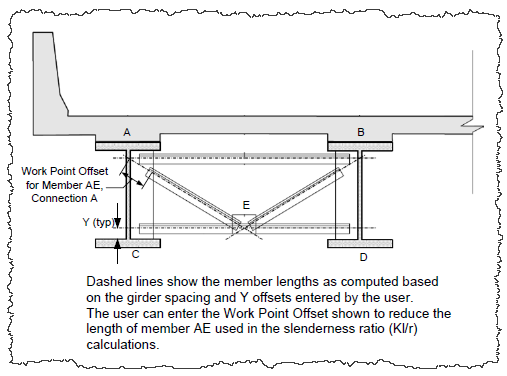 A
B
Work Point Offset
for Member AE,
Connection A
E
Y (typ)
C
D
Dashed lines show the member lengths as computed based
on the girder spacing and Y offsets entered by the user.
The user can enter the Work Point Offset shown to reduce the
length of member AE used in the slenderness ratio (Kl/r)
calculations.